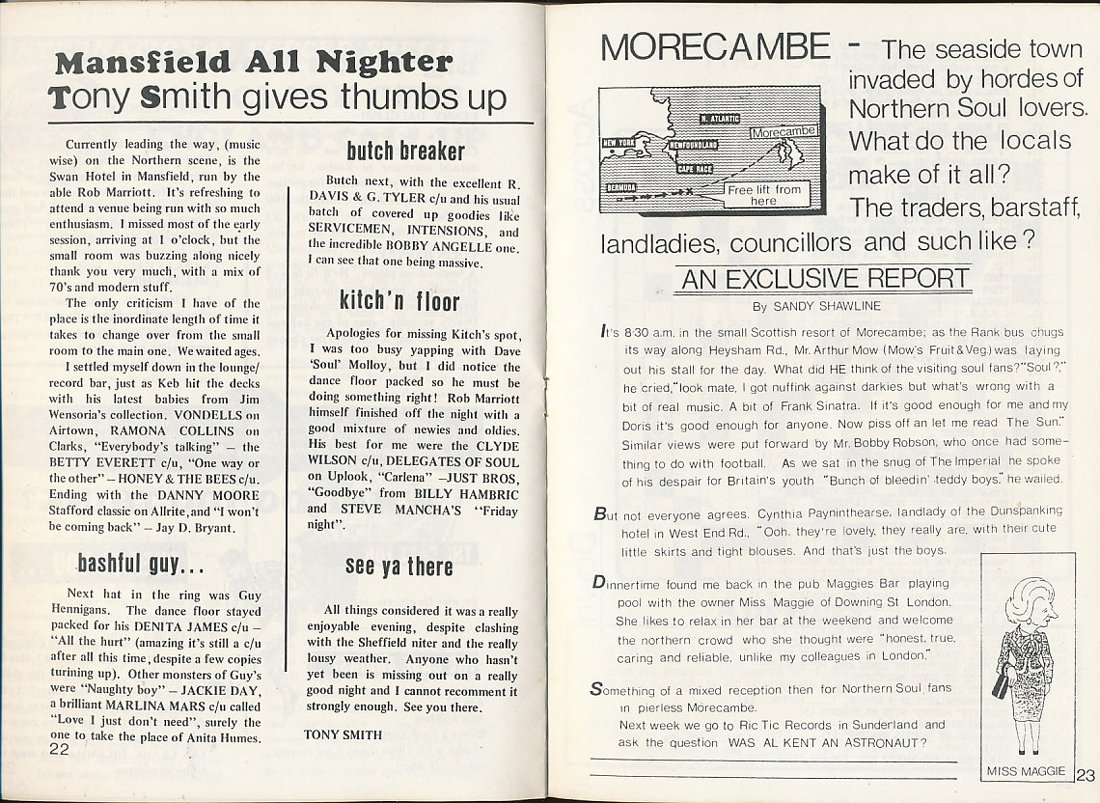 Mansfield All Nighter
Tony Smith gives thumbs up
Currently leading the way, (music
wise) on the Northern scene, is the
Swan Hotel in Mansfield, run by the
able Rob Marriott. It's refreshing to
attend a venue being run with so much
enthusiasm. I missed most of the early
session, arriving at 1 o'clock, but the
small room was buzzing along nicely
thank you very much, with a mix of
70's and modern stuff.
The only criticism I have of the
place is the inordinate length of time it
takes to change over from the small
room to the main one. We waited ages.
I settled myself down in the lounge/
record bar, just as Keb hit the decks
with his latest babies from Jim
Wensoria's collection. VONDELLS on
Airtown, RAMONA COLLINS on
Clarks, "Everybody's talking" – the
BETTY EVERETT c/u, "One way or
the other" – HONEY & THE BEES c/u.
Ending with the DANNY MOORE
Stafford classic on Allrite,and "I won't
be coming back" – Jay D. Bryant.
bashful guy...
Next hat in the ring was Guy
Hennigans. The dance floor stayed
packed for his DENITA JAMES c/u –
"All the hurt" (amazing it's still a c/u
after all this time, despite a few copies
turining up). Other monsters of Guy's
were "Naughty boy" – JACKIE DAY,
a brilliant MARLINA MARS c/u called
"Love I just don't need", surely the
one to take the place of Anita Humes.
22
butch breaker
Butch next, with the excellent R.
DAVIS & G. TYLER c/u and his usual
batch of covered up goodies like
SERVICEMEN, INTENSIONS, and
the incredible BOBBY ANGELLE one.
I can see that one being massive.
kitch'n floor
Apologies for missing Kitch's spot,
I was too busy yapping with Dave
'Soul' Molloy, but I did notice the
dance floor packed so he must be
doing something right! Rob Marriott
himself finished off the night with a
good mixture of newies and oldies.
His best for me were the CLYDE
WILSON c/u, DELEGATES OF SOUL
on Uplook, "Carlena" –JUST BROS,
"Goodbye" from BILLY HAMBRIC
and STEVE MANCHA'S "Friday
night".
see ya there
All things considered it was a really
enjoyable evening, despite clashing
with the Sheffield niter and the really
lousy weather. Anyone who hasn't
yet been is missing out on a really
good night and I cannot recomment it
strongly enough. See you there.
TONY SMITH
MORECAMBE - The seaside town
invaded by hordes of
Northern Soul lovers.
What do the locals
make of it all?
The traders, barstaff,
landladies, councillors and such like?
N. ATLANTIC
Morecambe
NEW YORK
NEWFOUNDLAND
CAPE RACE
BERMUDA
Free lift from
here
AN EXCLUSIVE REPORT
By SANDY SHAWLINE
It's 8·30 a.m. in the small Scottish resort of Morecambe; as the Rank bus chugs
its way along Heysham Rd., Mr. Arthur Mow (Mow's Fruit & Veg.) was laying
out his stall for the day. What did HE think of the visiting soul fans? "Soul?,"
he cried, "look mate, I got nuffink against darkies but what's wrong with a
bit of real music. A bit of Frank Sinatra. If it's good enough for me and my
Doris it's good enough for anyone. Now piss off an let me read The Sun."
Similar views were put forward by Mr. Bobby Robson, who once had some-
thing to do with football. As we sat in the snug of The Imperial he spoke
of his despair for Britain's youth "Bunch of bleedin' teddy boys," he wailed.
But not everyone agrees. Cynthia Payninthearse, landlady of the Dunspanking
hotel in West End Rd., "Ooh, they're lovely, they really are, with their cute
little skirts and tight blouses. And that's just the boys.
Dinnertime found me back in the pub Maggies Bar playing
pool with the owner Miss Maggie of Downing St London.
She likes to relax in her bar at the weekend and welcome
the northern crowd who she thought were "honest, true,
caring and reliable, unlike my colleagues in London."
Something of a mixed reception then for Northern Soul fans
in pierless Morecambe.
Next week we go to Ric Tic Records in Sunderland and
ask the question WAS AL KENT AN ASTRONAUT?
MISS MAGGIE
23